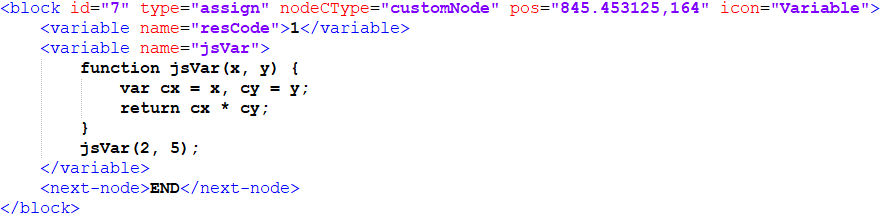 <block id="7" type="assign" nodeCType="customNode" pos="845.453125,164" icon="Variable">
    <variable name="resCode">1</variable>
    <variable name="jsVar">
        function jsVar(x, y) {
            var cx = x, cy = y;
            return cx * cy;
        }
        jsVar(2, 5);
    </variable>
    <next-node>END</next-node>
</block>